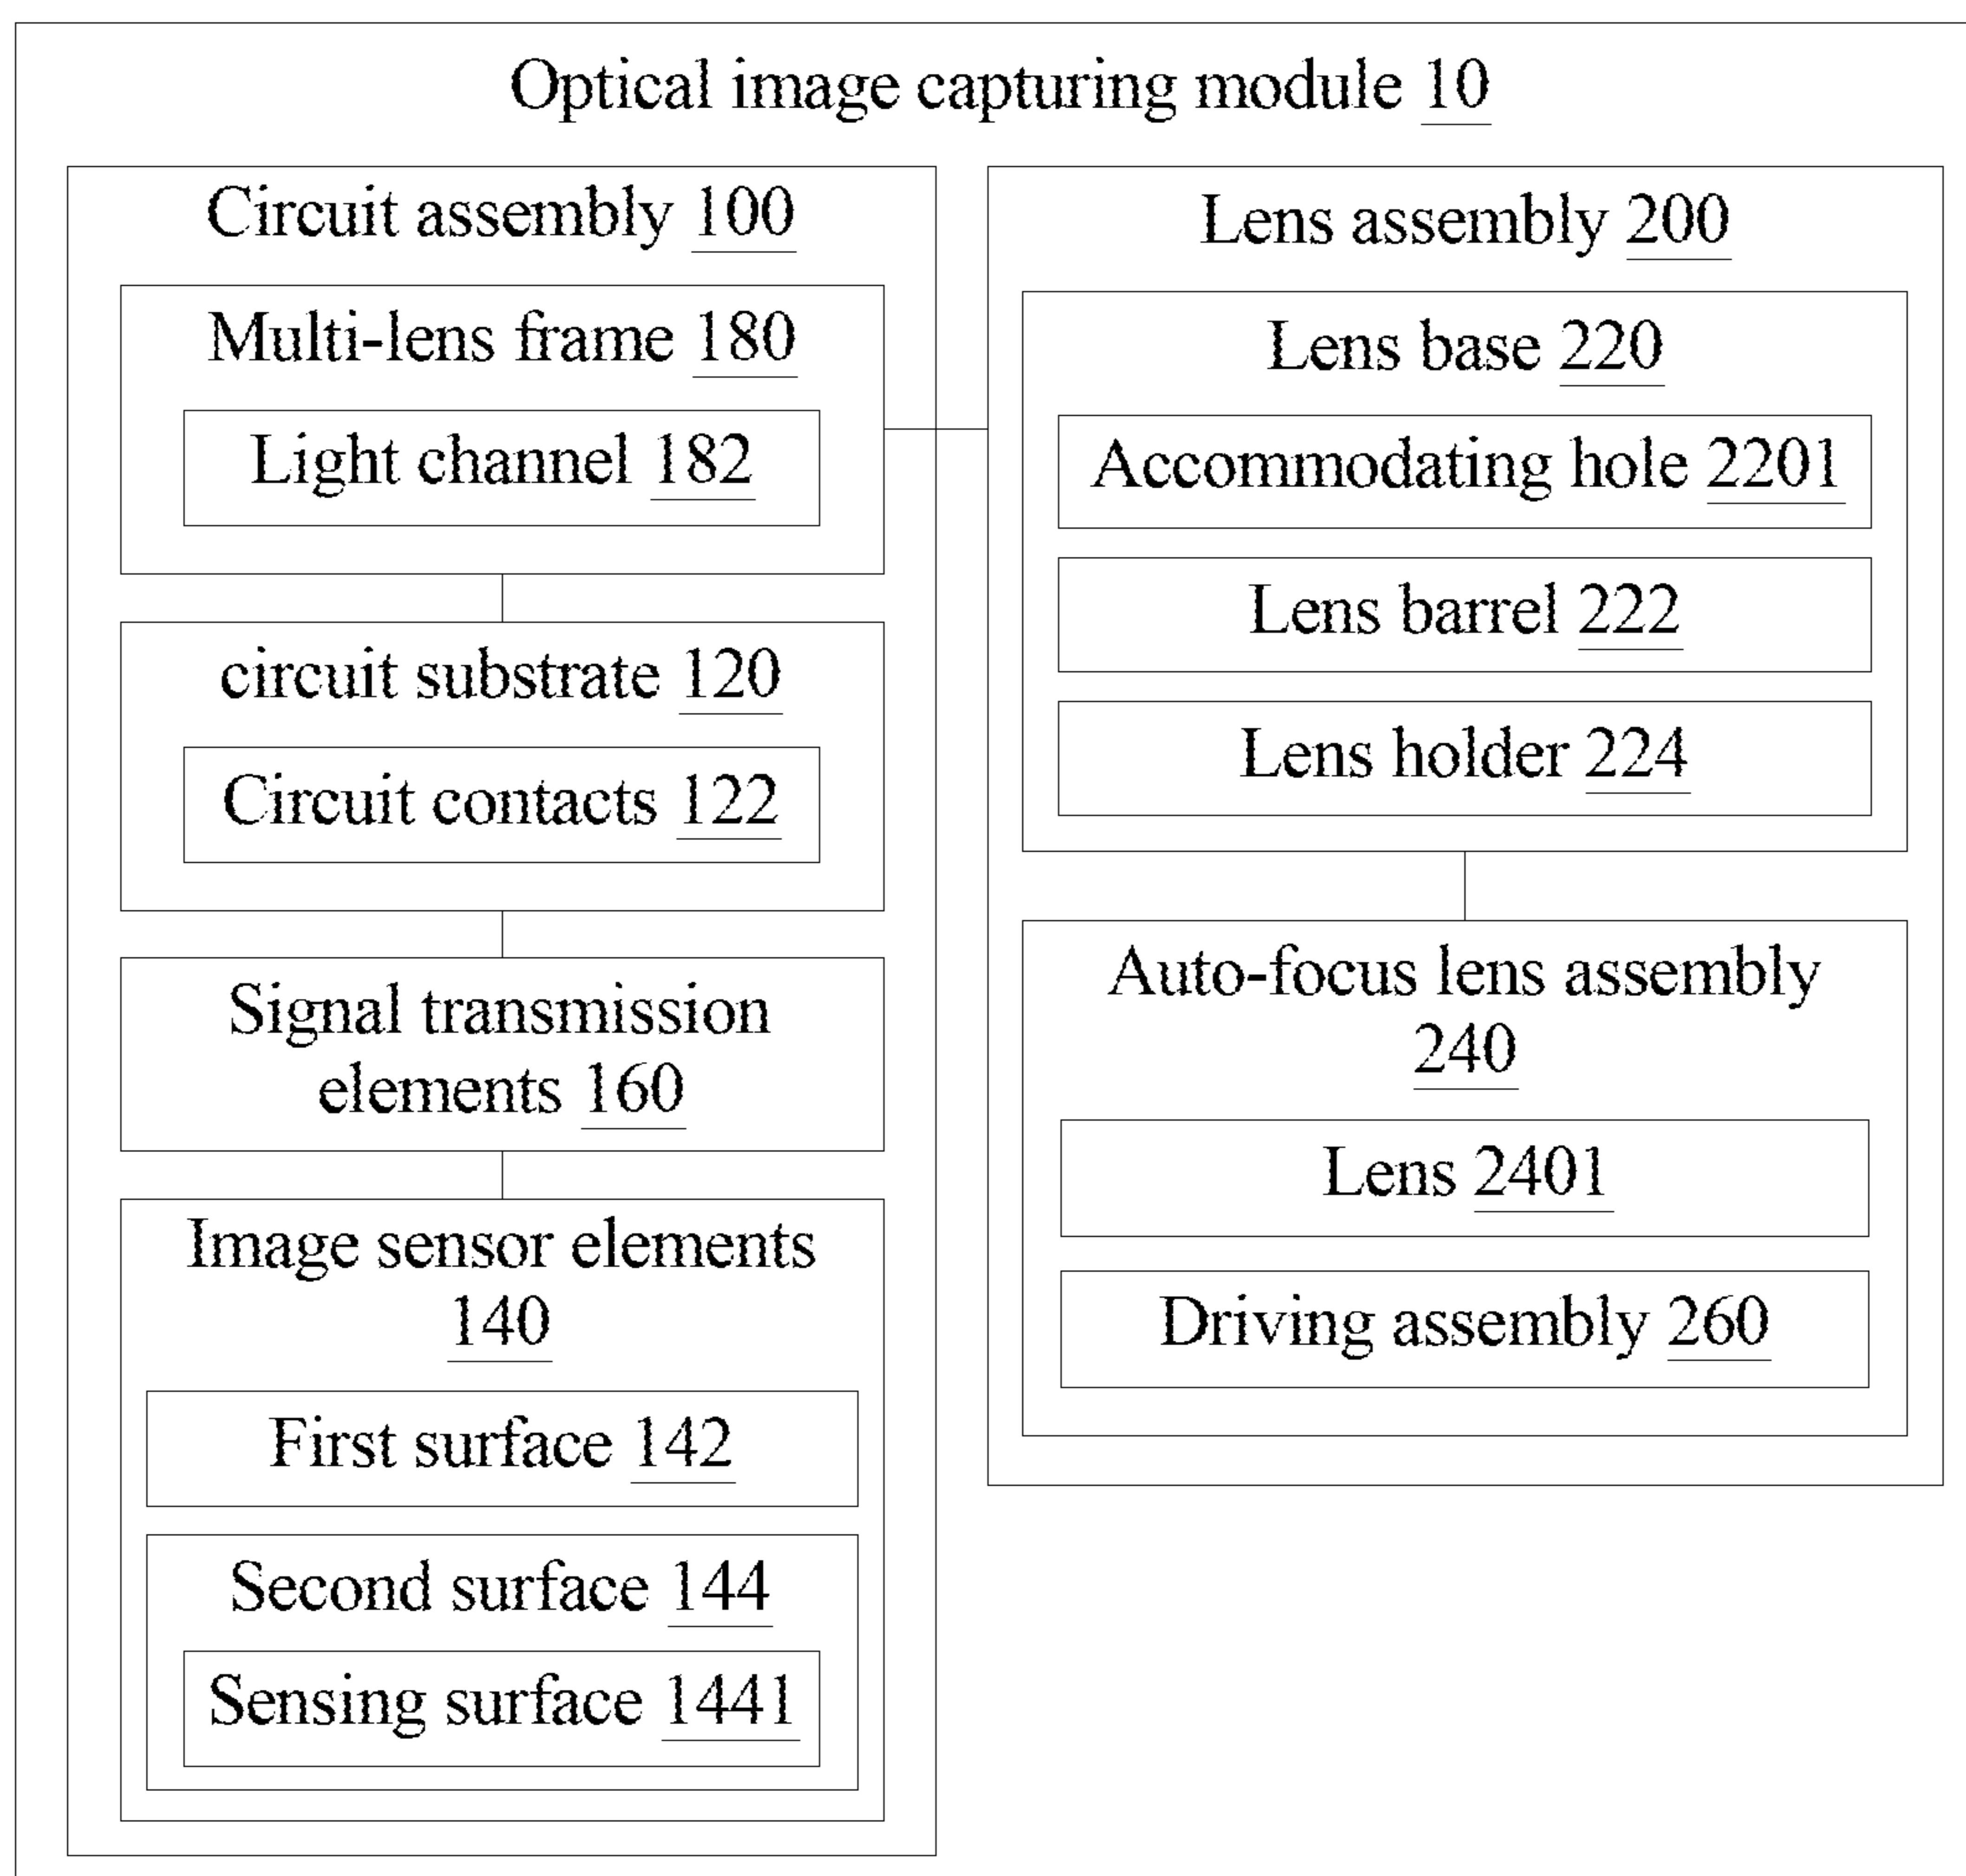 Optical image capturing module 10
Circuit assembly 100
Multi-lens frame 180
Light channel 182
circuit substrate 120
Circuit contacts 122
Signal transmission
elements 160
Image sensor elements
140
First surface 142
Second surface 144
Sensing surface 1441
Lens assembly 200
Lens base 220
Accommodating hole 2201
Lens barrel 222
Lens holder 224
Auto-focus lens assembly
240
Lens 2401
Driving assembly 260